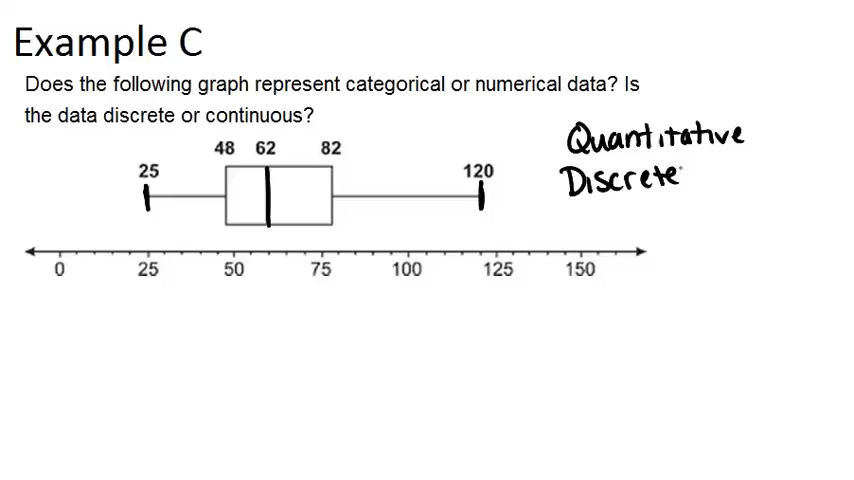 Example C
Does the following graph represent categorical or numerical data? Is
the data discrete or continuous?
Quantitative
Discrete
48 62 82
25 120
0 25 50 75 100 125 150